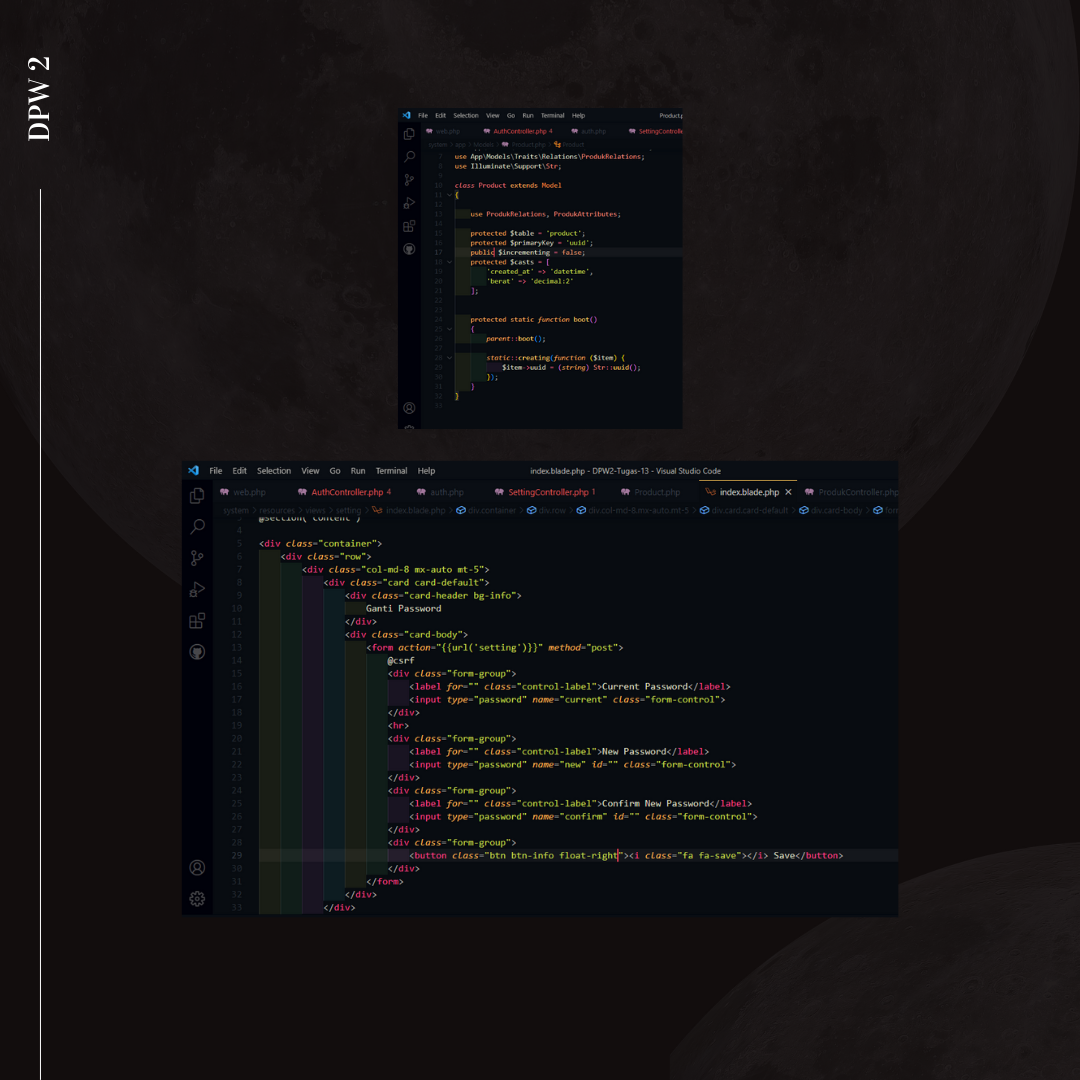 DPW 2
File Edit Selection View Go Run Terminal Help Product.p
web.php AuthController.php 4 auth.php SettingControlle
system > app > Models > Product.php > Product
7 use App\Models\Traits\Relations\ProdukRelations;
8 use Illuminate\Support\Str;
9
10 class Product extends Model
11 {
12
13 use ProdukRelations, ProdukAttributes;
14
15 protected $table = 'product';
16 protected $primaryKey = 'uuid';
17 public $incrementing = false;
18 protected $casts = [
19 'created_at' => 'datetime',
20 'berat' => 'decimal:2'
21 ];
22
23
24 protected static function boot()
25 {
26 parent::boot();
27
28 static::creating(function ($item) {
29 $item->uuid = (string) Str::uuid();
30 });
31 }
32 }
33
File Edit Selection View Go Run Terminal Help index.blade.php - DPW2-Tugas-13 - Visual Studio Code
web.php AuthController.php 4 auth.php SettingController.php 1 Product.php index.blade.php ProdukController.php
system > resources > views > setting > index.blade.php > div.container > div.row > div.col-md-8.mx-auto.mt-5 > div.card.card-default > div.card-body > for
3 @section('content')
4
5 <div class="container">
6 <div class="row">
7 <div class="col-md-8 mx-auto mt-5">
8 <div class="card card-default">
9 <div class="card-header bg-info">
10 Ganti Password
11 </div>
12 <div class="card-body">
13 <form action="{{url('setting')}}" method="post">
14 @csrf
15 <div class="form-group">
16 <label for="" class="control-label">Current Password</label>
17 <input type="password" name="current" class="form-control">
18 </div>
19 <hr>
20 <div class="form-group">
21 <label for="" class="control-label">New Password</label>
22 <input type="password" name="new" id="" class="form-control">
23 </div>
24 <div class="form-group">
25 <label for="" class="control-label">Confirm New Password</label>
26 <input type="password" name="confirm" id="" class="form-control">
27 </div>
28 <div class="form-group">
29 <button class="btn btn-info float-right"><i class="fa fa-save"></i> Save</button>
30 </div>
31 </form>
32 </div>
33 </div>